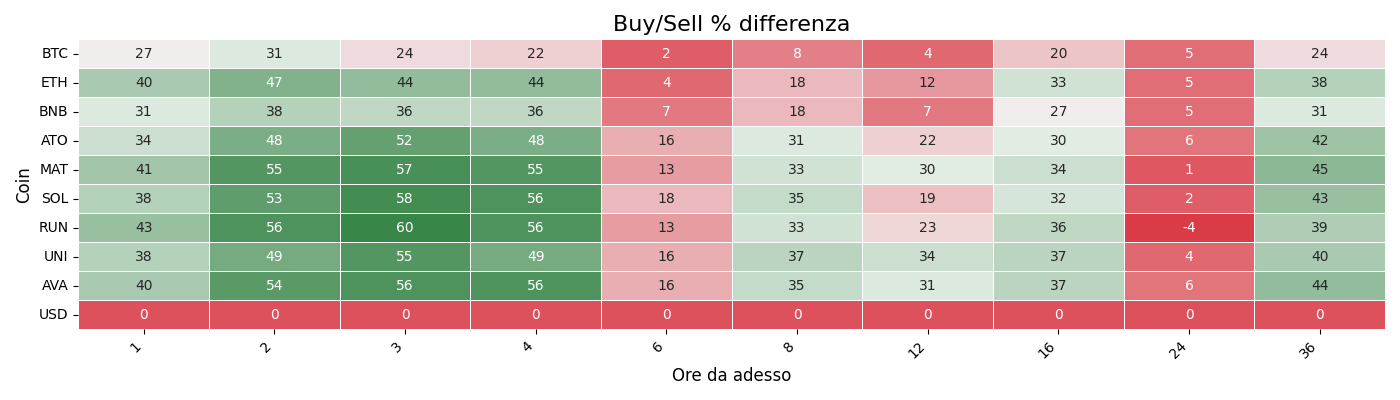 Buy/Sell % differenza
Coin
BTC 27 31 24 22 2 8 4 20 5 24
ETH 40 47 44 44 4 18 12 33 5 38
BNB 31 38 36 36 7 18 7 27 5 31
ATO 34 48 52 48 16 31 22 30 6 42
MAT 41 55 57 55 13 33 30 34 1 45
SOL 38 53 58 56 18 35 19 32 2 43
RUN 43 56 60 56 13 33 23 36 -4 39
UNI 38 49 55 49 16 37 34 37 4 40
AVA 40 54 56 56 16 35 31 37 6 44
USD 0 0 0 0 0 0 0 0 0 0
1 2 3 4 6 8 12 16 24 36
Ore da adesso